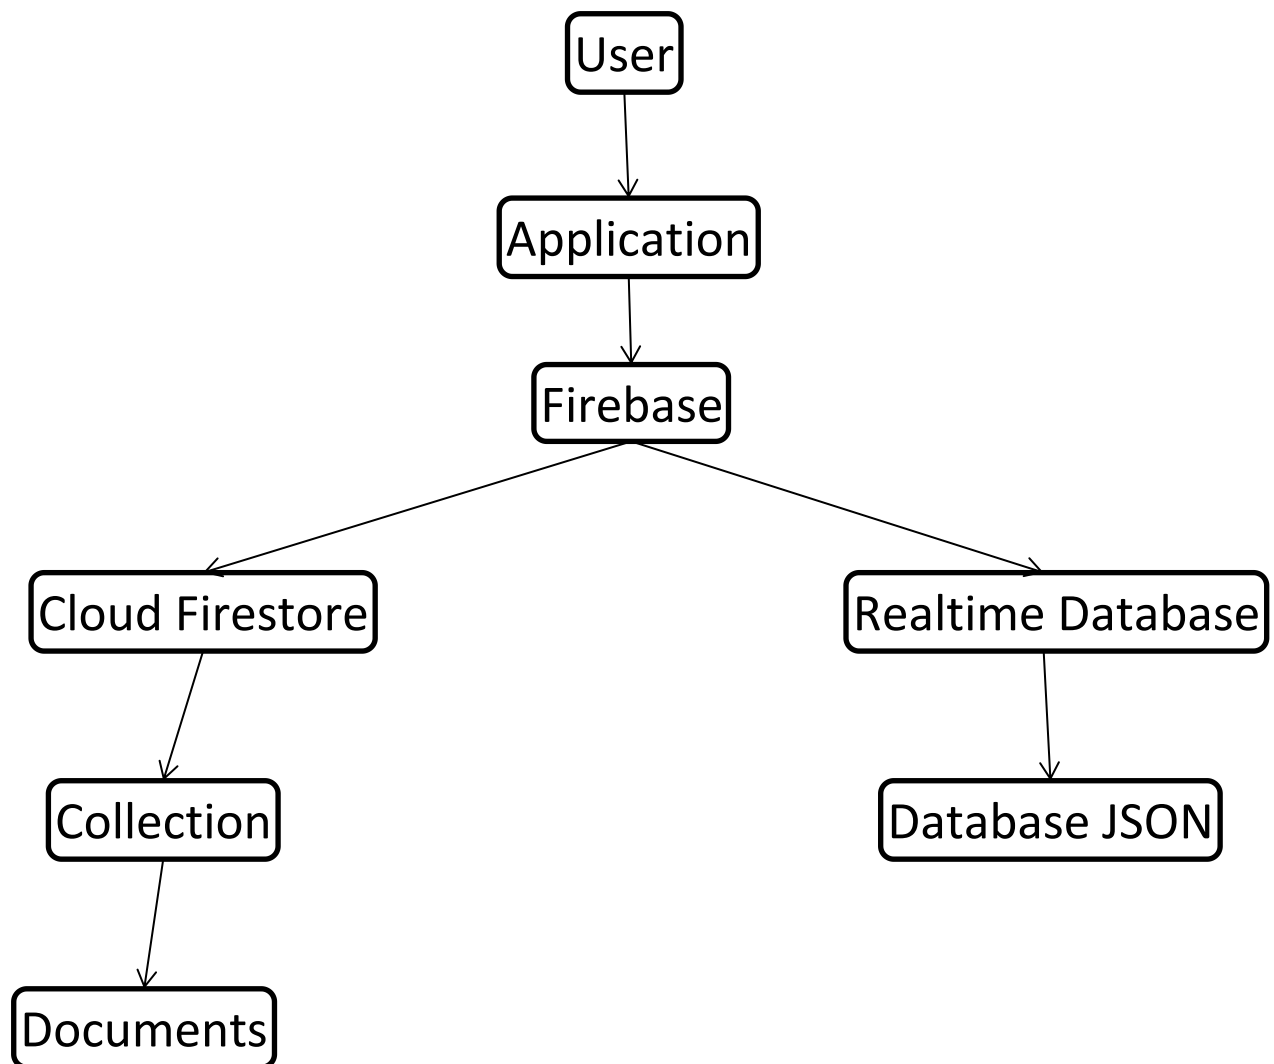 User
Application
Firebase
Cloud Firestore
Realtime Database
Collection
Database JSON
Documents